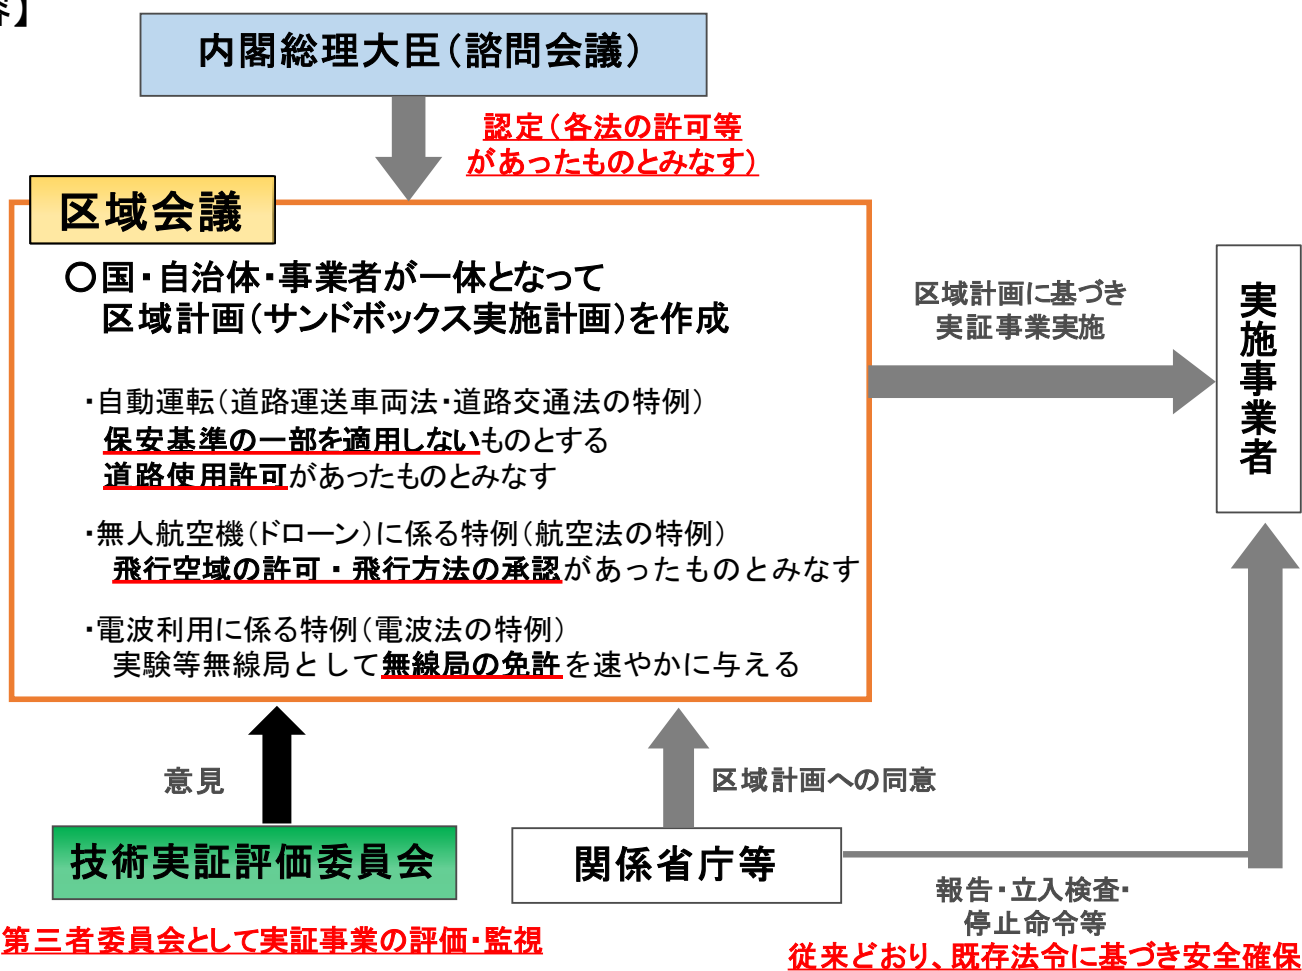 容】
内閣総理大臣（諮問会議）
認定（各法の許可等
があったものとみなす）
区域会議
〇国・自治体・事業者が一体となって
区域計画（サンドボックス実施計画）を作成
・自動運転（道路運送車両法・道路交通法の特例）
保安基準の一部を適用しないものとする
道路使用許可があったものとみなす
・無人航空機（ドローン）に係る特例（航空法の特例）
飛行空域の許可・飛行方法の承認があったものとみなす
・電波利用に係る特例（電波法の特例）
実験等無線局として無線局の免許を速やかに与える
区域計画に基づき
実証事業実施
実施事業者
意見
区域計画への同意
技術実証評価委員会
関係省庁等
第三者委員会として実証事業の評価・監視
報告・立入検査・
停止命令等
従来どおり、既存法令に基づき安全確保